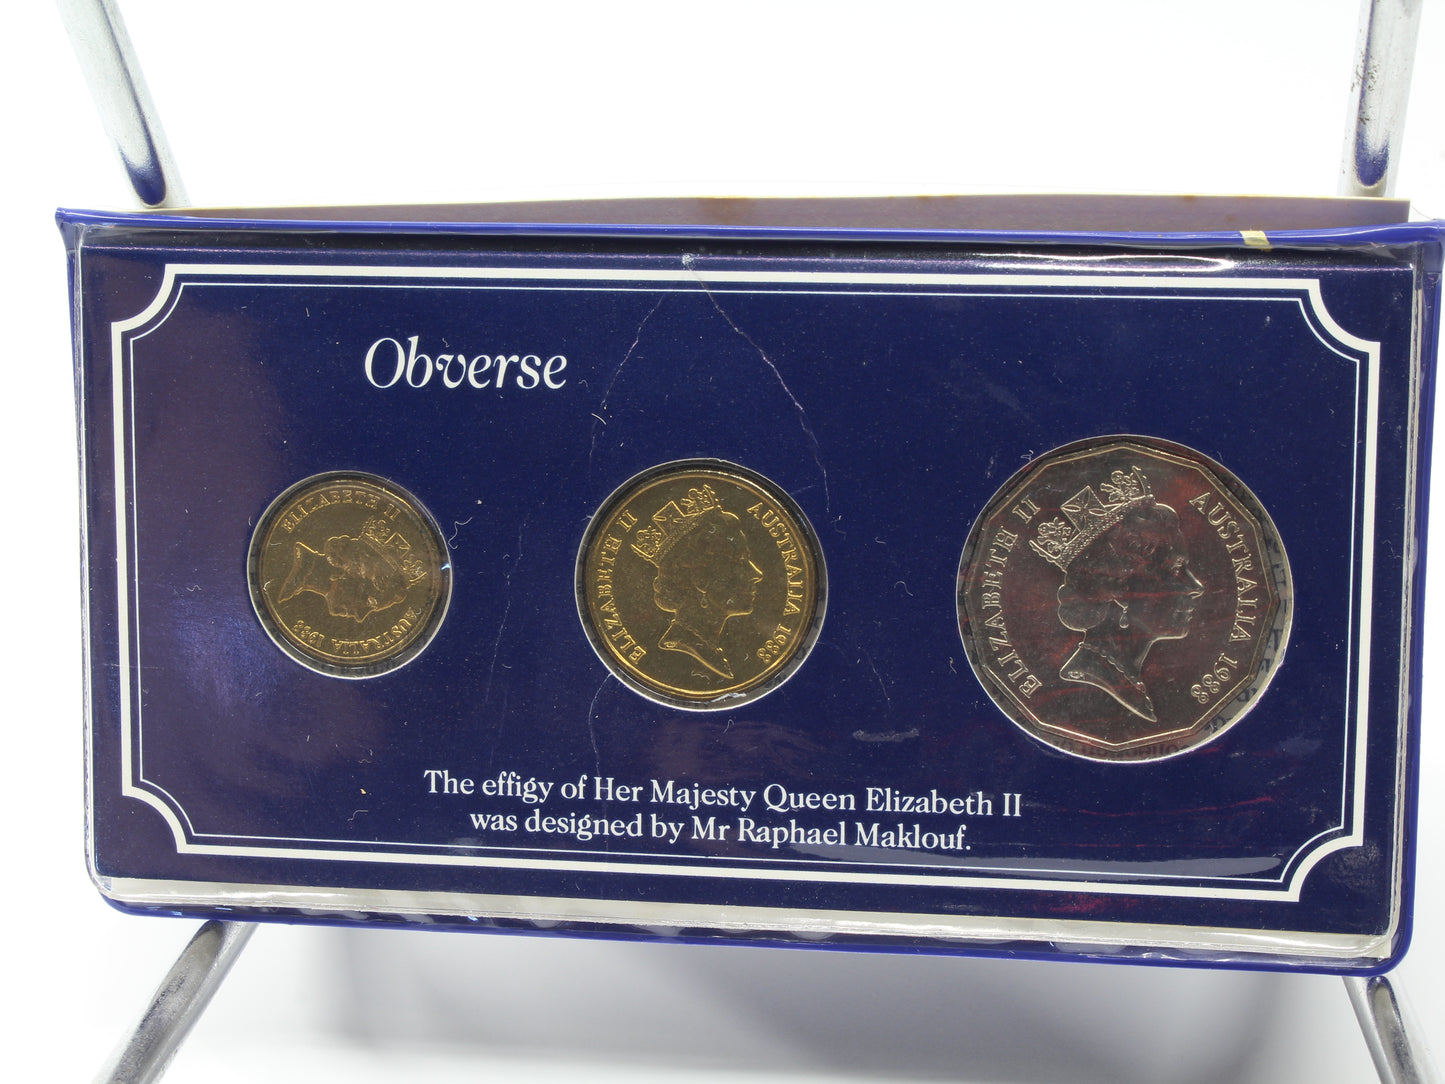 Obverse
ELIZABETH II
AUSTRALIA 1988
ELIZABETH II
AUSTRALIA 1988
ELIZABETH II
AUSTRALIA 1988
The effigy of Her Majesty Queen Elizabeth II
was designed by Mr Raphael Maklouf.